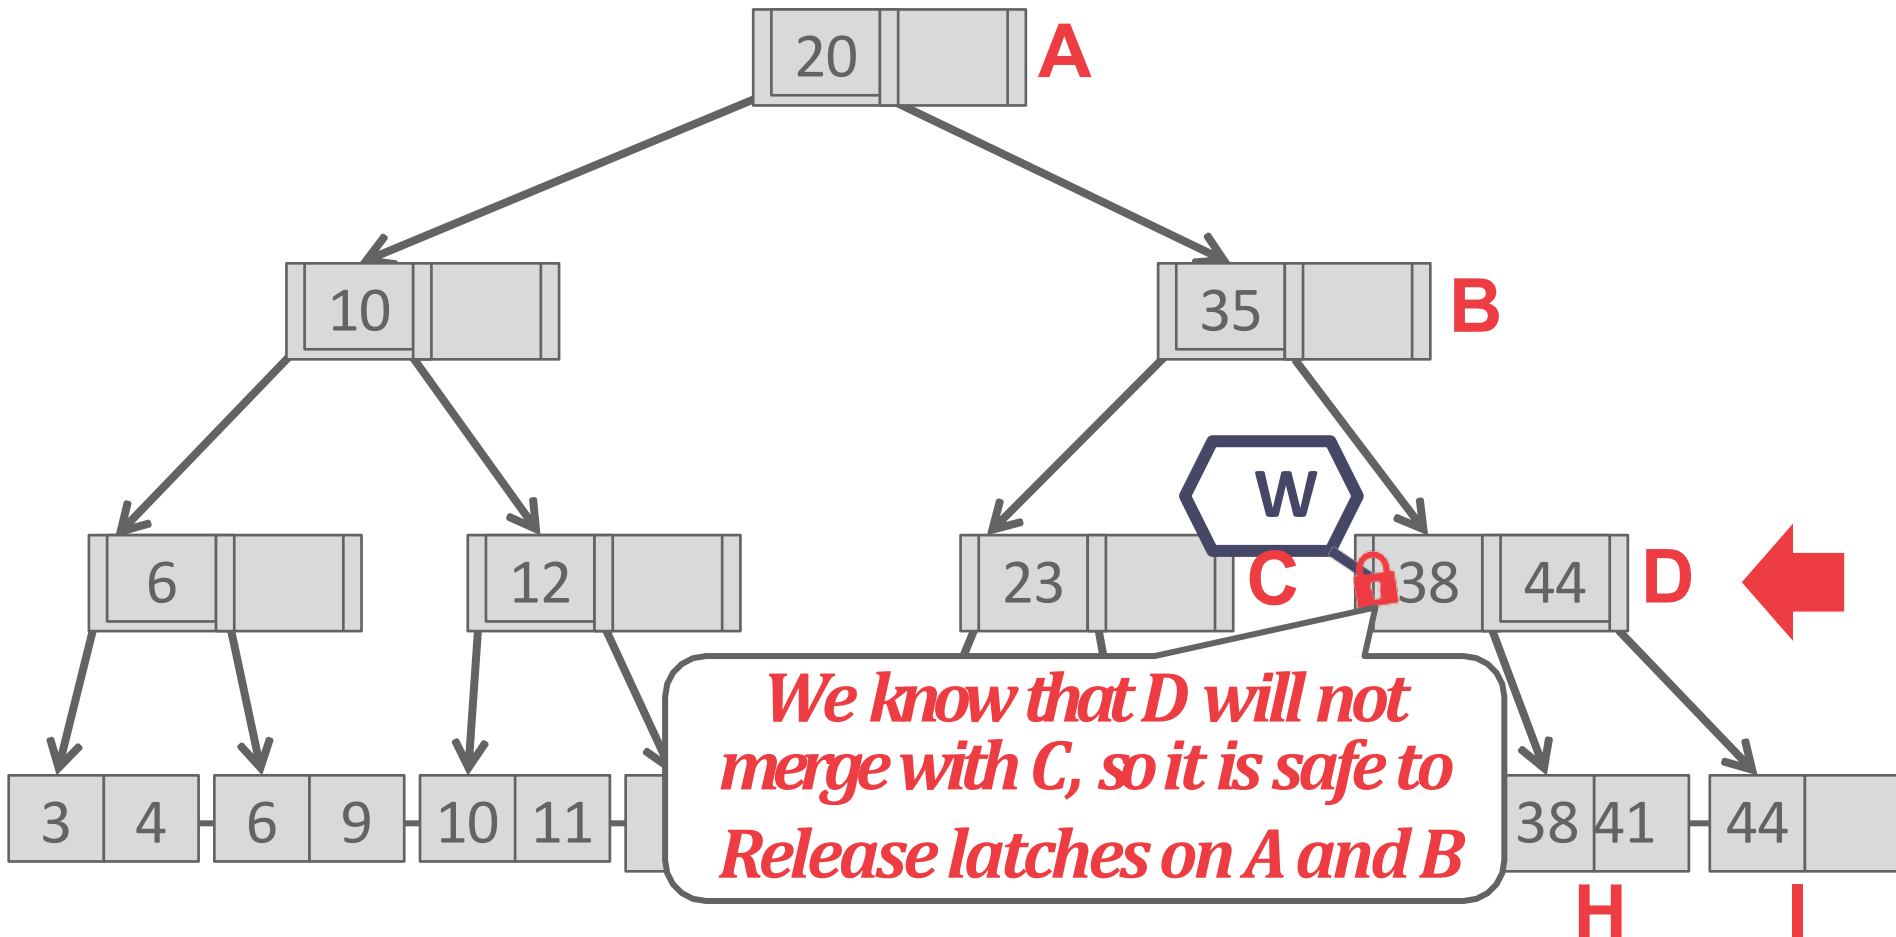 20
A
10
35
B
W
6
12
23
C
38
44
D
We know that D will not
merge with C, so it is safe to
Release latches on A and B
3
4
6
9
10
11
38
41
44
H
I